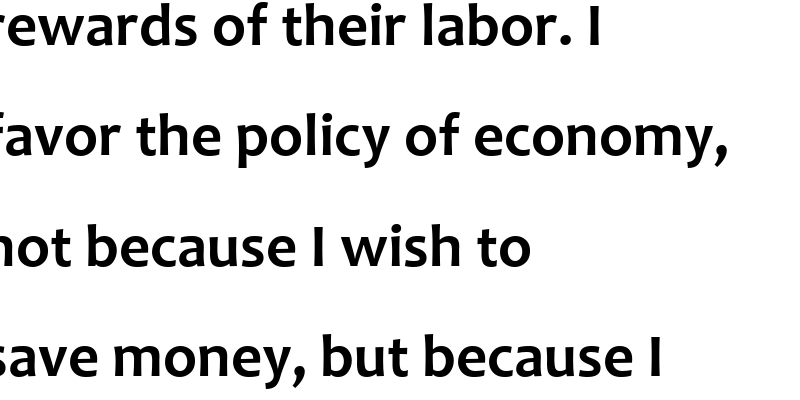 rewards of their labor. I
favor the policy of economy,
not because I wish to
save money, but because I